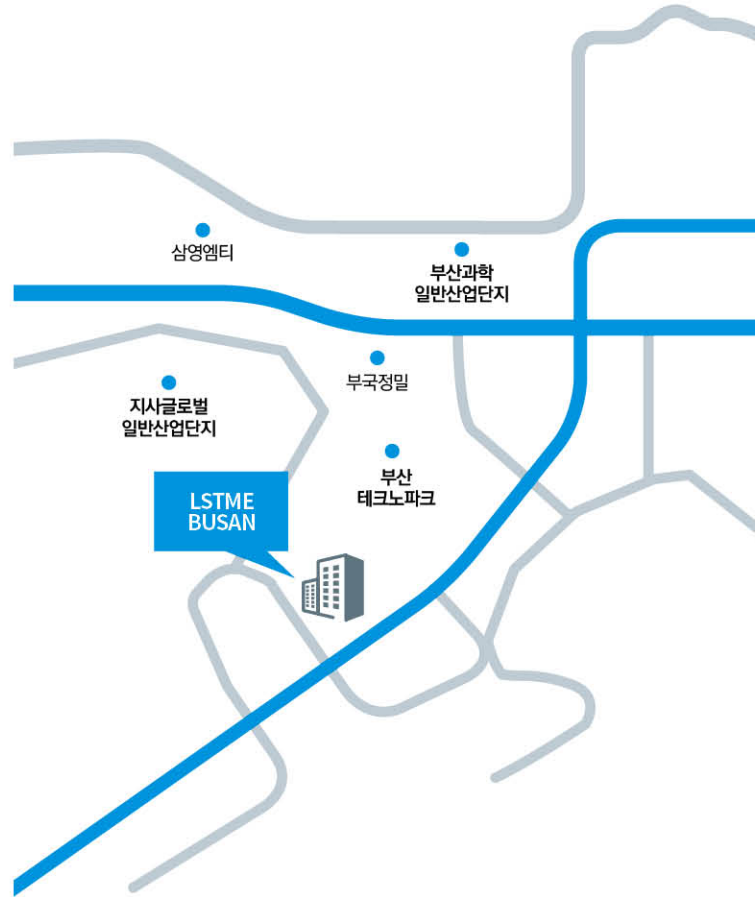 삼영엠티
부산과학
일반산업단지
부국정밀
지사글로벌
일반산업단지
부산
테크노파크
LSTME
BUSAN